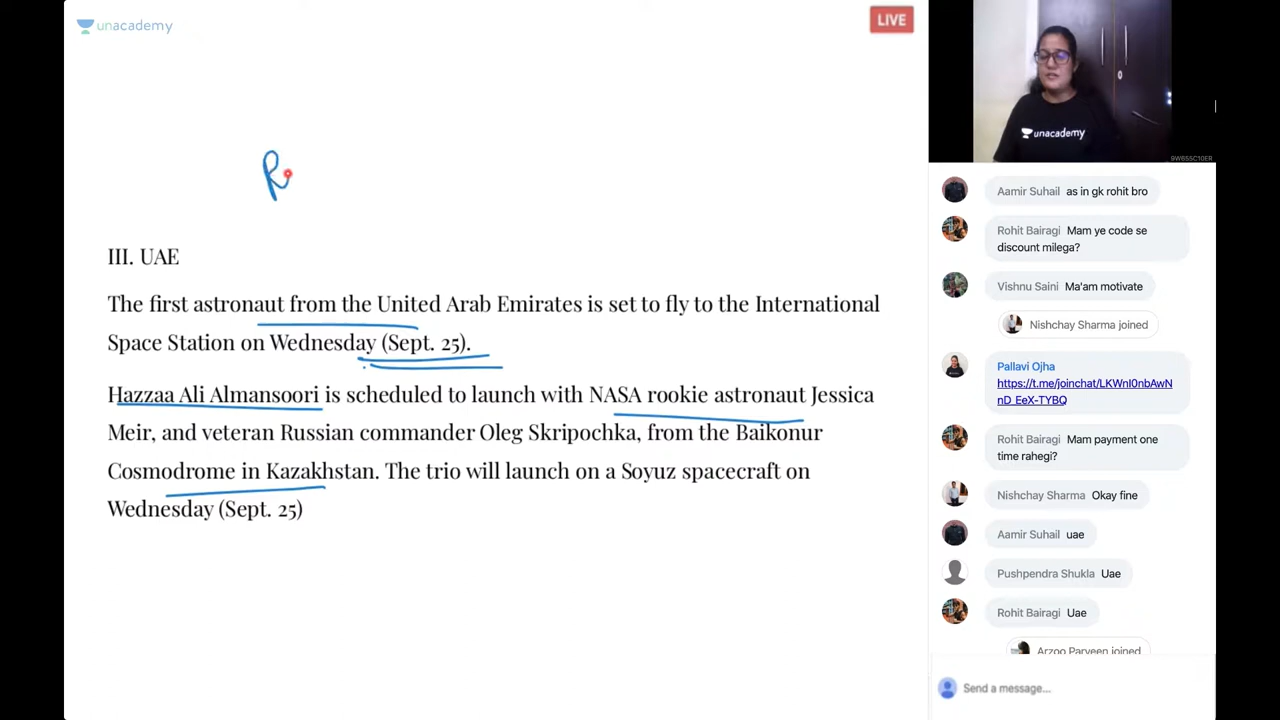 unacademy
LIVE
R
III. UAE
The first astronaut from the United Arab Emirates is set to fly to the International
Space Station on Wednesday (Sept. 25).
Hazzaa Ali Almansoori is scheduled to launch with NASA rookie astronaut Jessica
Meir, and veteran Russian commander Oleg Skripochka, from the Baikonur
Cosmodrome in Kazakhstan. The trio will launch on a Soyuz spacecraft on
Wednesday (Sept. 25)
unacademy
9W6S5C10ER
Aamir Suhail as in gk rohit bro
Rohit Bairagi Mam ye code se
discount milega?
Vishnu Saini Ma'am motivate
Nishchay Sharma joined
Pallavi Ojha
https://t.me/joinchat/LKWnI0nbAwN
nD_EeX-TYBQ
Rohit Bairagi Mam payment one
time rahegi?
Nishchay Sharma Okay fine
Aamir Suhail uae
Pushpendra Shukla Uae
Rohit Bairagi Uae
Arzoo Parveen joined
Send a message...